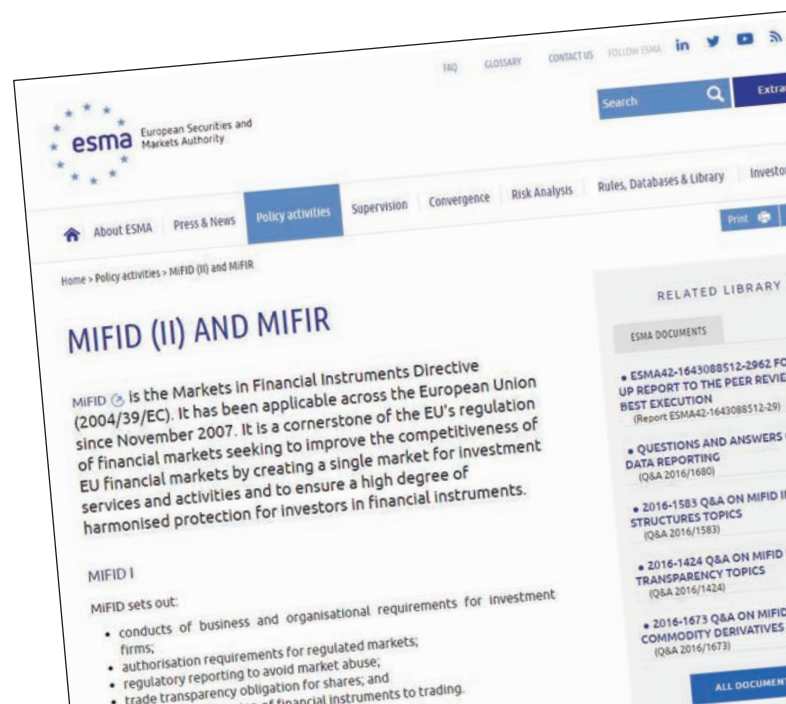 FAQ GLOSSARY CONTACT US FOLLOW ESMA
Search Extra
esma European Securities and
Markets Authority
About ESMA Press & News Policy activities Supervision Convergence Risk Analysis Rules, Databases & Library Investor
Print
Home > Policy activities > MiFID (II) and MiFIR
MIFID (II) AND MIFIR
MiFID is the Markets in Financial Instruments Directive
(2004/39/EC). It has been applicable across the European Union
since November 2007. It is a cornerstone of the EU's regulation
of financial markets seeking to improve the competitiveness of
EU financial markets by creating a single market for investment
services and activities and to ensure a high degree of
harmonised protection for investors in financial instruments.
MIFID I
MiFID sets out:
• conducts of business and organisational requirements for investment
firms;
• authorisation requirements for regulated markets;
• regulatory reporting to avoid market abuse;
• trade transparency obligation for shares; and
of financial instruments to trading.
RELATED LIBRARY
ESMA DOCUMENTS
• ESMA42-1643088512-2962 FO
UP REPORT TO THE PEER REVIE
BEST EXECUTION
(Report ESMA42-1643088512-29)
• QUESTIONS AND ANSWERS
DATA REPORTING
(Q&A 2016/1680)
• 2016-1583 Q&A ON MIFID I
STRUCTURES TOPICS
(Q&A 2016/1583)
• 2016-1424 Q&A ON MIFID
TRANSPARENCY TOPICS
(Q&A 2016/1424)
• 2016-1673 Q&A ON MIFID
COMMODITY DERIVATIVES
(Q&A 2016/1673)
ALL DOCUMENT